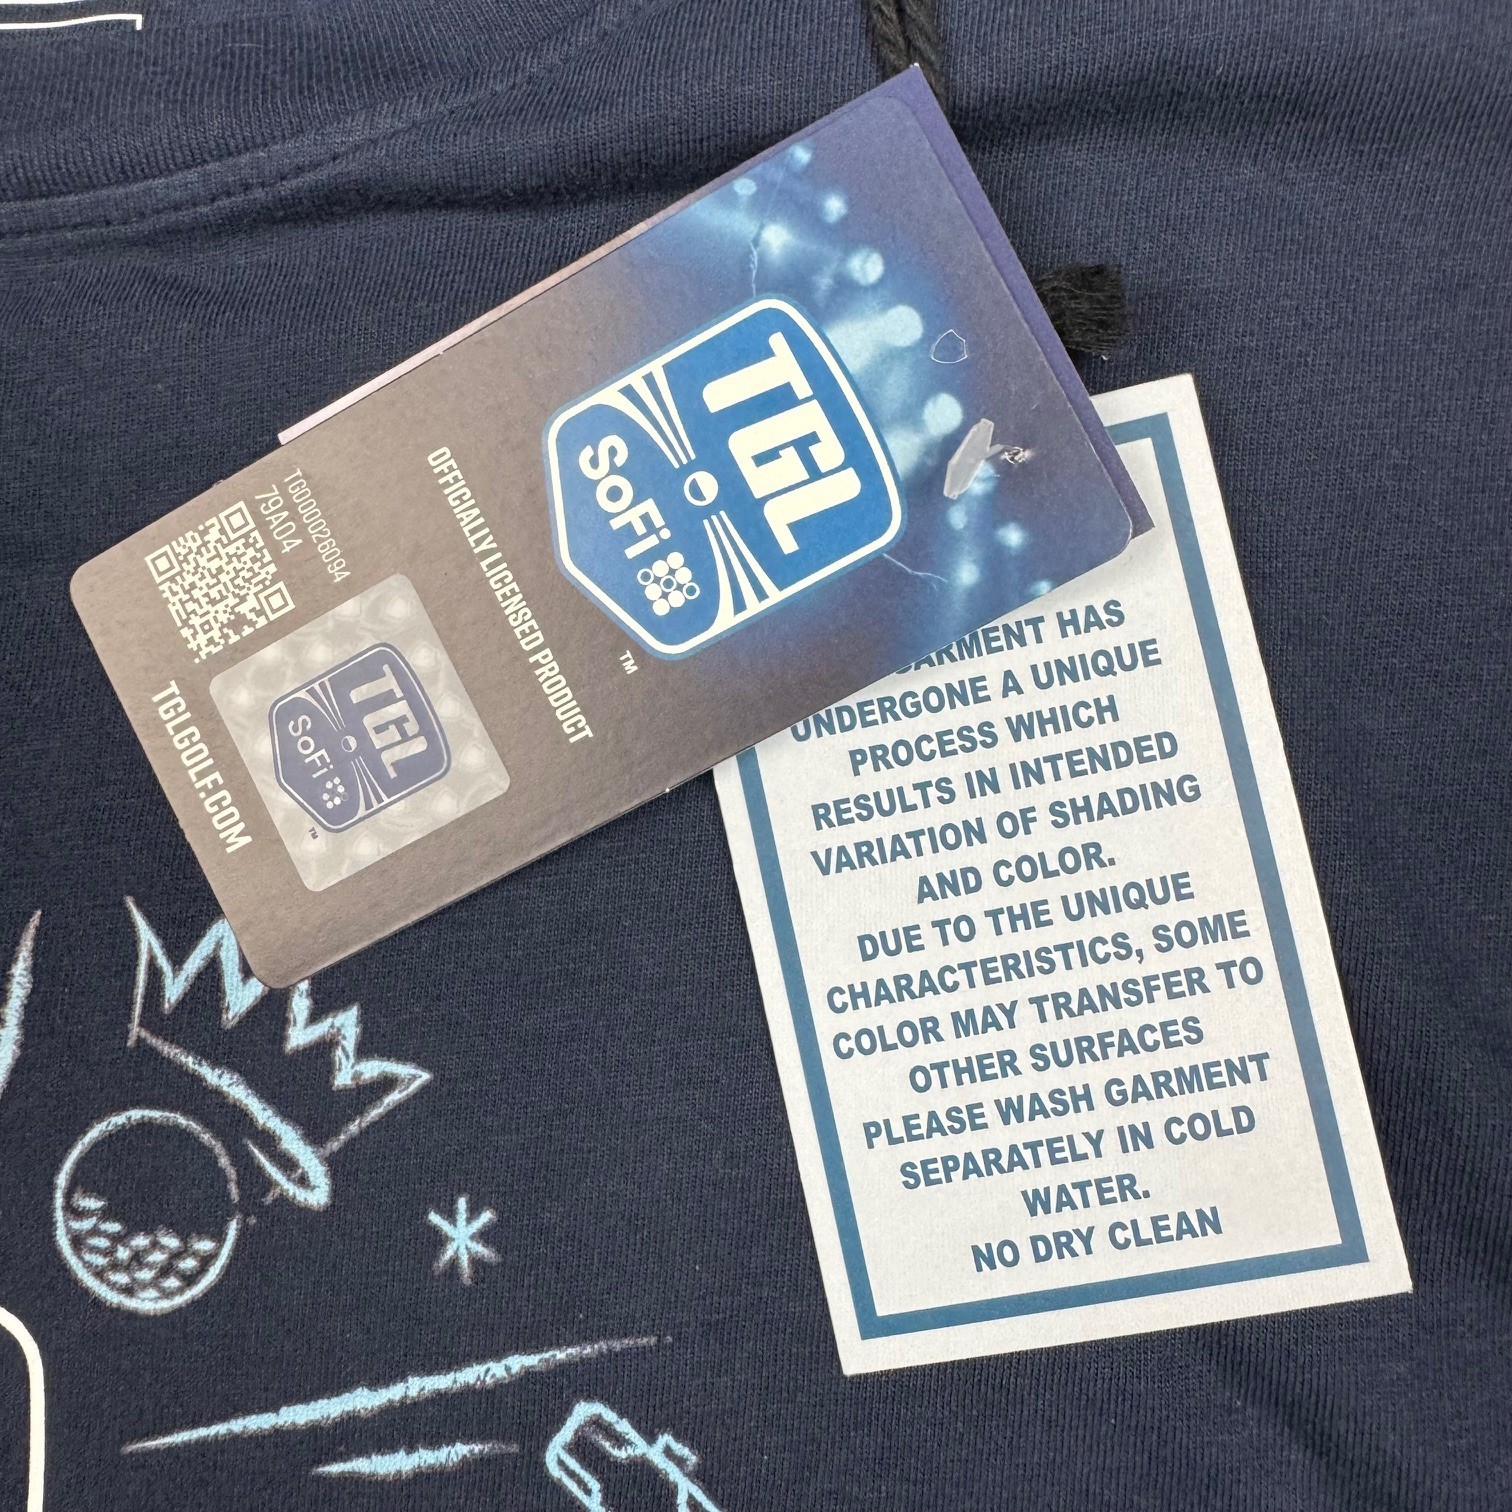 TGL
SoFi
TM
OFFICIALLY LICENSED PRODUCT
TG000026094
79A04
TGL
SoFi
TM
TGLGOLF.COM
GARMENT HAS
UNDERGONE A UNIQUE
PROCESS WHICH
RESULTS IN INTENDED
VARIATION OF SHADING
AND COLOR.
DUE TO THE UNIQUE
CHARACTERISTICS, SOME
COLOR MAY TRANSFER TO
OTHER SURFACES
PLEASE WASH GARMENT
SEPARATELY IN COLD
WATER.
NO DRY CLEAN